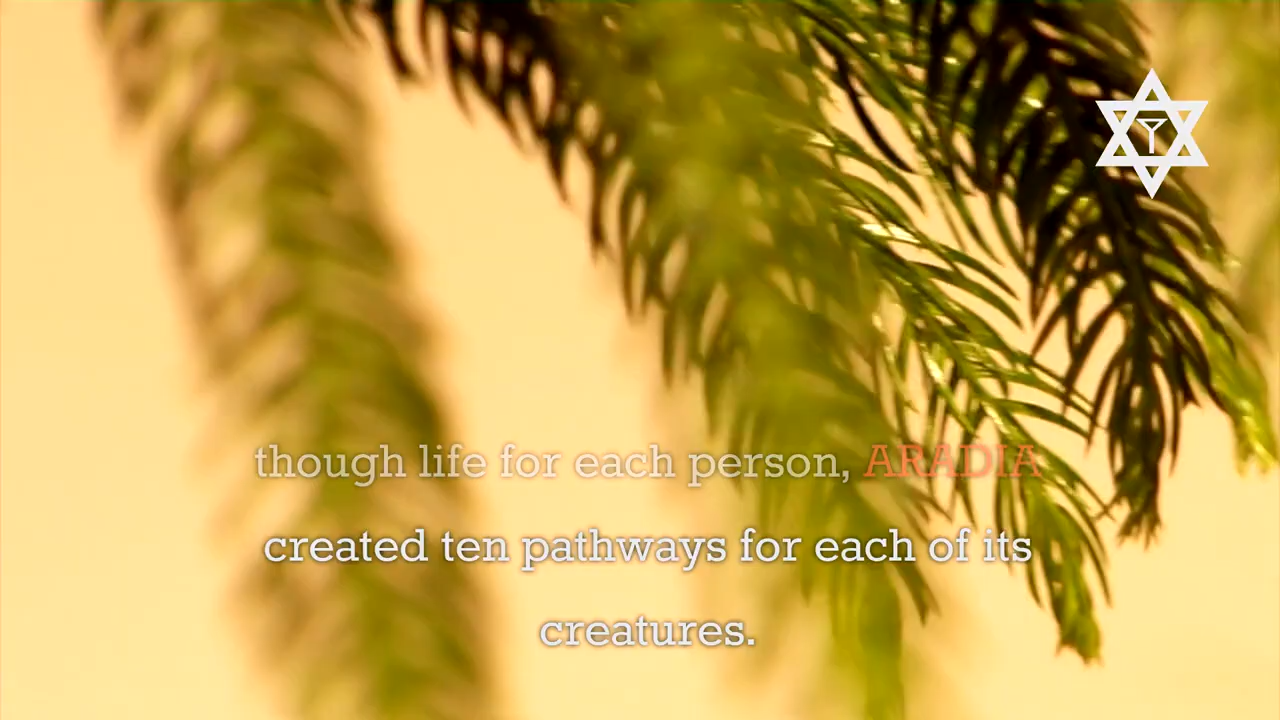 though life for each person, ARADIA
created ten pathways for each of its
creatures.